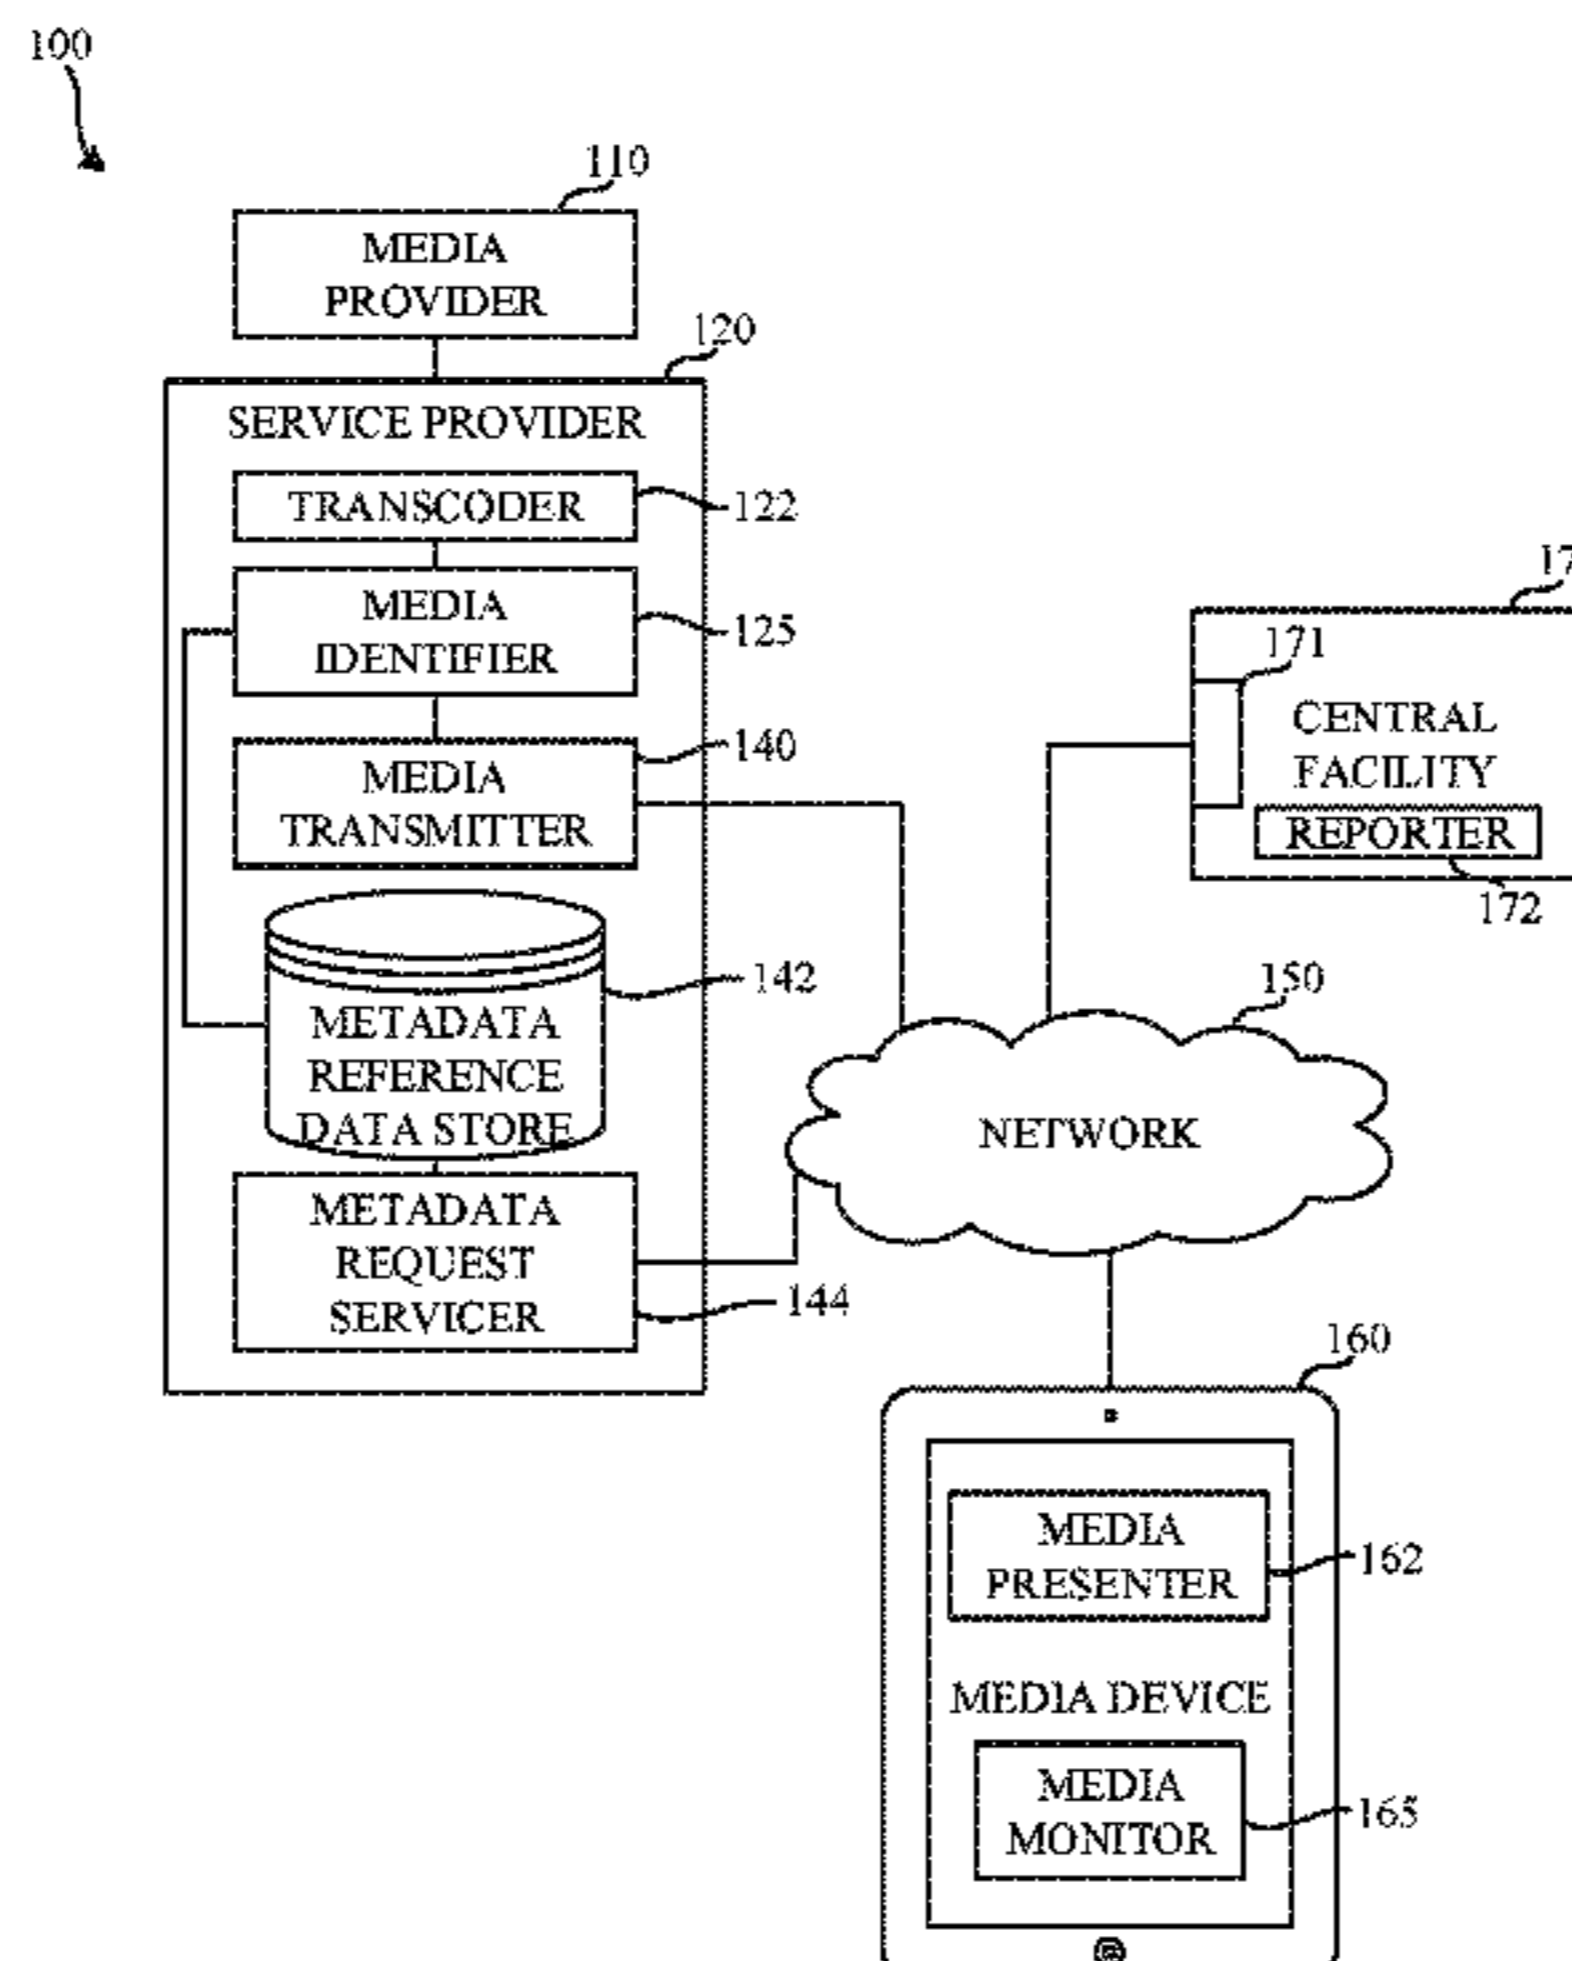 100
110
MEDIA
PROVIDER
120
SERVICE PROVIDER
TRANSCODER
122
MEDIA
IDENTIFIER
125
140
MEDIA
TRANSMITTER
142
METADATA
REFERENCE
DATA STORE
METADATA
REQUEST
SERVICER
144
17
171
CENTRAL
FACILITY
REPORTER
172
150
NETWORK
160
MEDIA
PRESENTER
162
MEDIA DEVICE
MEDIA
MONITOR
165